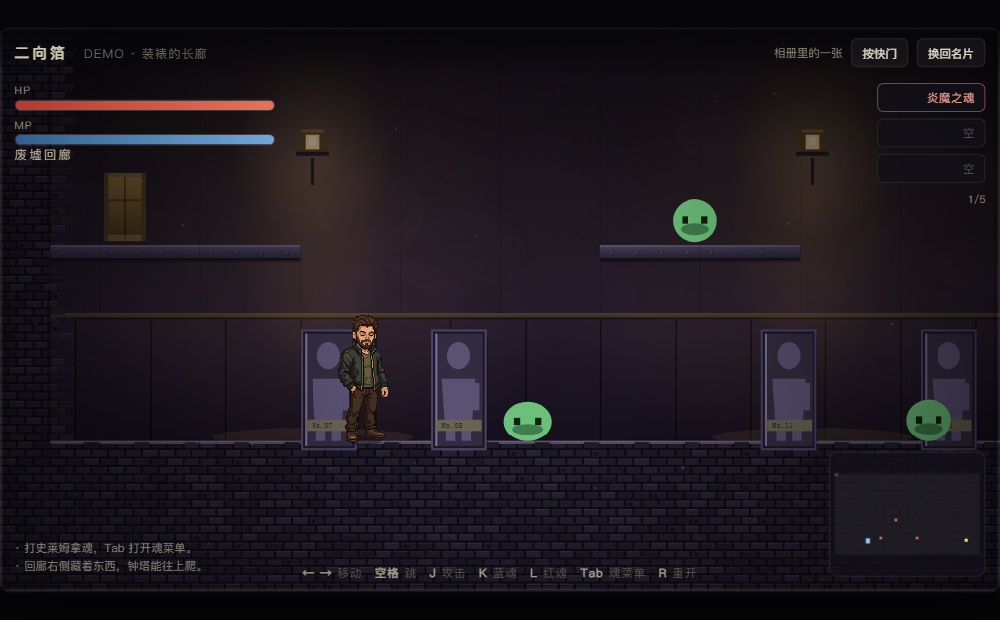 二向箔 DEMO · 装裱的长廊
相册里的一张 按快门 换回名片
HP
MP
废墟回廊
炎魔之魂
空
空
1/5
No.07
No.08
No.11
· 打史莱姆拿魂，Tab 打开魂菜单。
· 回廊右侧藏着东西，钟塔能往上爬。
← → 移动 空格 跳 J 攻击 K 蓝魂 L 红魂 Tab 魂菜单 R 重开